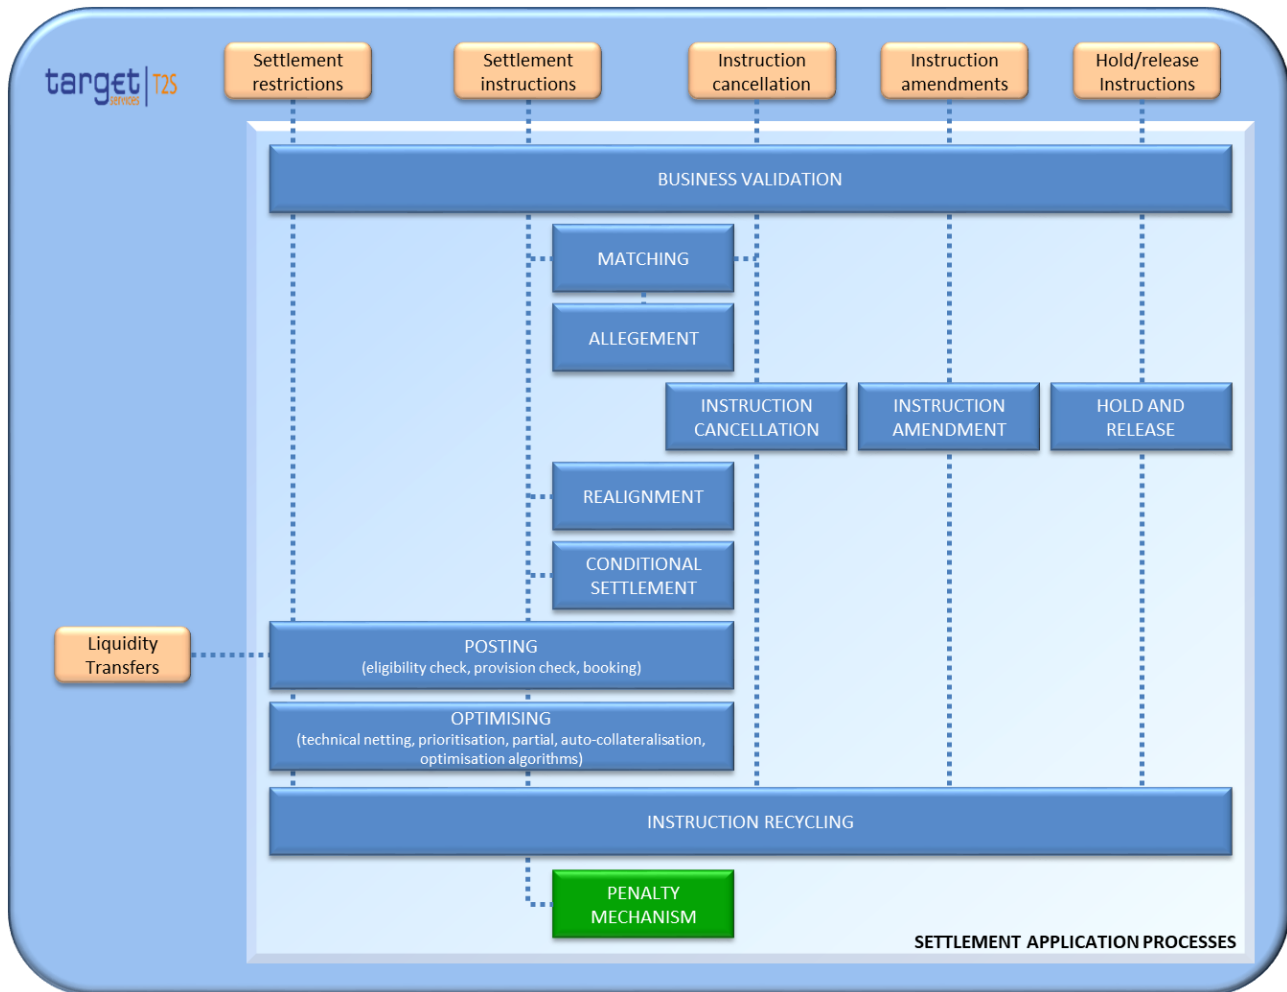 Settlement
restrictions
Settlement
instructions
Instruction
cancellation
Instruction
amendments
Hold/release
Instructions
target T2S
services
BUSINESS VALIDATION
MATCHING
ALLEGEMENT
INSTRUCTION
CANCELLATION
INSTRUCTION
AMENDMENT
HOLD AND
RELEASE
REALIGNMENT
CONDITIONAL
SETTLEMENT
Liquidity
Transfers
POSTING
(eligibility check, provision check, booking)
OPTIMISING
(technical netting, prioritisation, partial, auto-collateralisation,
optimisation algorithms)
INSTRUCTION RECYCLING
PENALTY
MECHANISM
SETTLEMENT APPLICATION PROCESSES